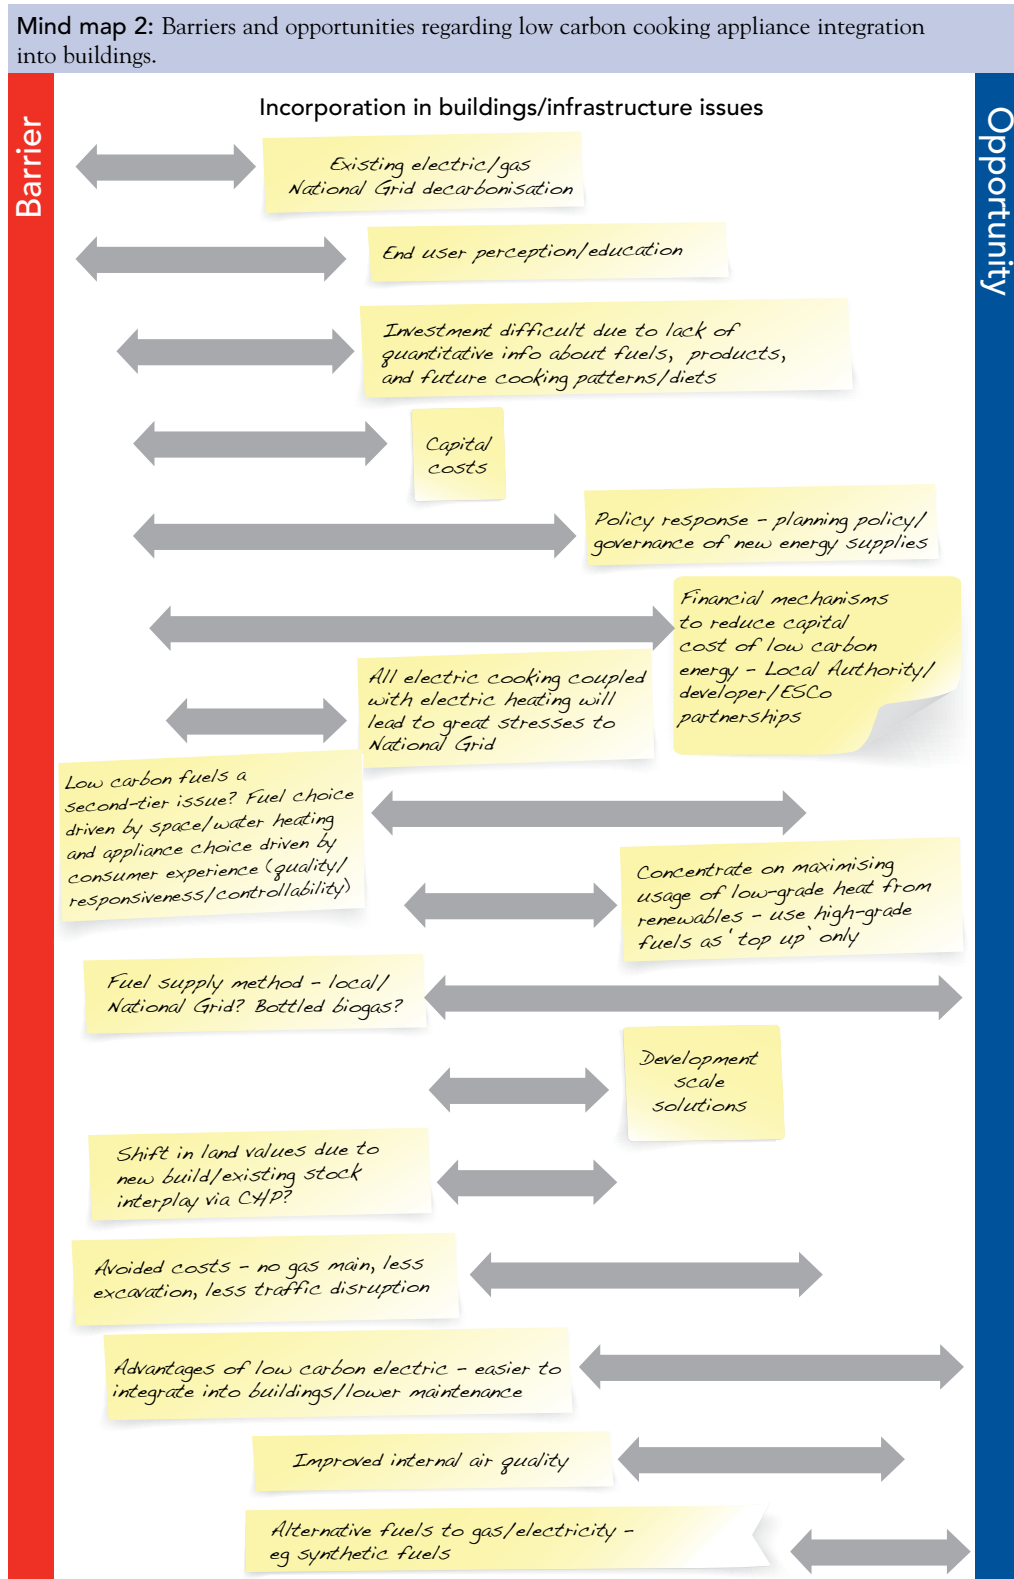 Mind map 2: Barriers and opportunities regarding low carbon cooking appliance integration
into buildings.
Barrier
Opportunity
Incorporation in buildings/infrastructure issues
Existing electric/gas
National Grid decarbonisation
End user perception/education
Investment difficult due to lack of
quantitative info about fuels, products,
and future cooking patterns/diets
Capital
costs
Policy response – planning policy/
governance of new energy supplies
Financial mechanisms
to reduce capital
cost of low carbon
energy – Local Authority/
developer/ESCo
partnerships
All electric cooking coupled
with electric heating will
lead to great stresses to
National Grid
Low carbon fuels a
second-tier issue? Fuel choice
driven by space/water heating
and appliance choice driven by
consumer experience (quality/
responsiveness/controllability)
Concentrate on maximising
usage of low-grade heat from
renewables – use high-grade
fuels as 'top up' only
Fuel supply method – local/
National Grid? Bottled biogas?
Development
scale
solutions
Shift in land values due to
new build/existing stock
interplay via CHP?
Avoided costs – no gas main, less
excavation, less traffic disruption
Advantages of low carbon electric – easier to
integrate into buildings/lower maintenance
Improved internal air quality
Alternative fuels to gas/electricity –
eg synthetic fuels